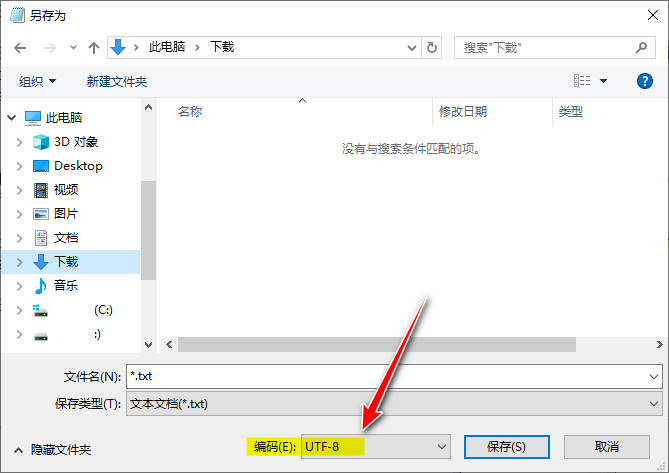 另存为
此电脑 下载
搜索"下载"
组织 新建文件夹
名称 修改日期 类型
没有与搜索条件匹配的项。
此电脑
3D 对象
Desktop
视频
图片
文档
下载
音乐
(C:)
:)
文件名(N): *.txt
保存类型(T): 文本文档(*.txt)
隐藏文件夹 编码(E): UTF-8 保存(S) 取消